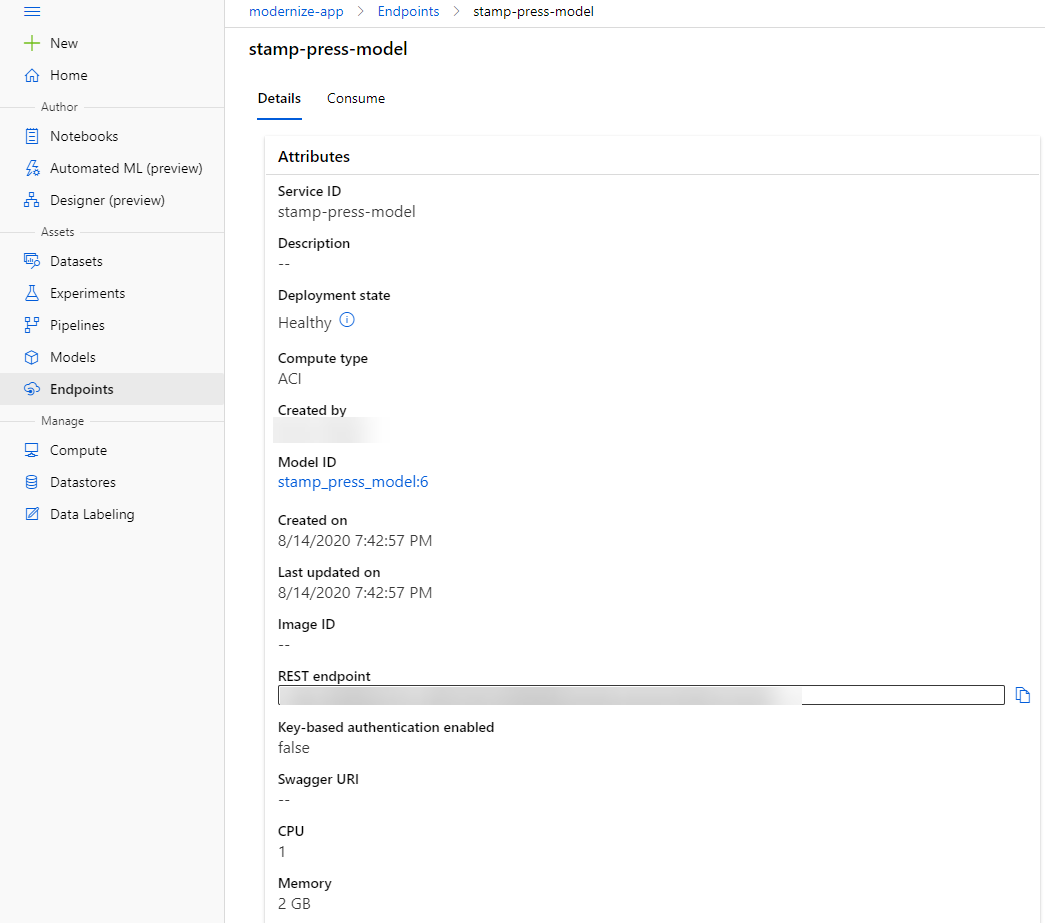 New
Home
Author
Notebooks
Automated ML (preview)
Designer (preview)
Assets
Datasets
Experiments
Pipelines
Models
Endpoints
Manage
Compute
Datastores
Data Labeling
modernize-app > Endpoints > stamp-press-model
stamp-press-model
Details Consume
Attributes
Service ID
stamp-press-model
Description
--
Deployment state
Healthy
Compute type
ACI
Created by
Model ID
stamp_press_model:6
Created on
8/14/2020 7:42:57 PM
Last updated on
8/14/2020 7:42:57 PM
Image ID
--
REST endpoint
Key-based authentication enabled
false
Swagger URI
--
CPU
1
Memory
2 GB